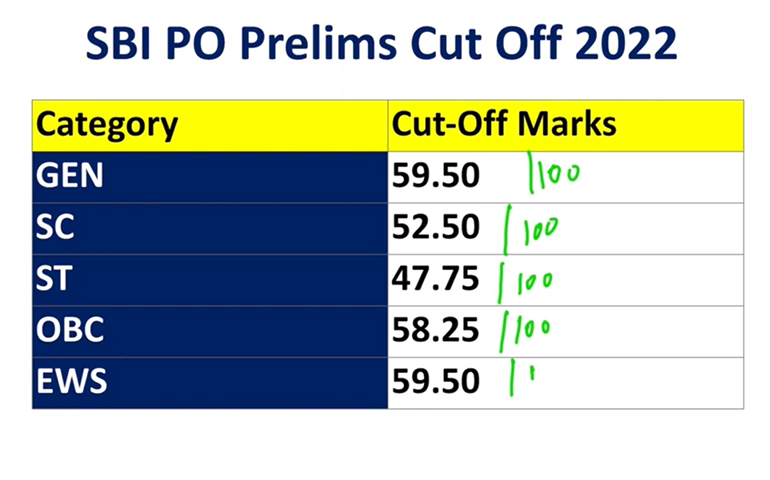 SBI PO Prelims Cut Off 2022
Category Cut-Off Marks
GEN 59.50 /100
SC 52.50 /100
ST 47.75 /100
OBC 58.25 /100
EWS 59.50 /1